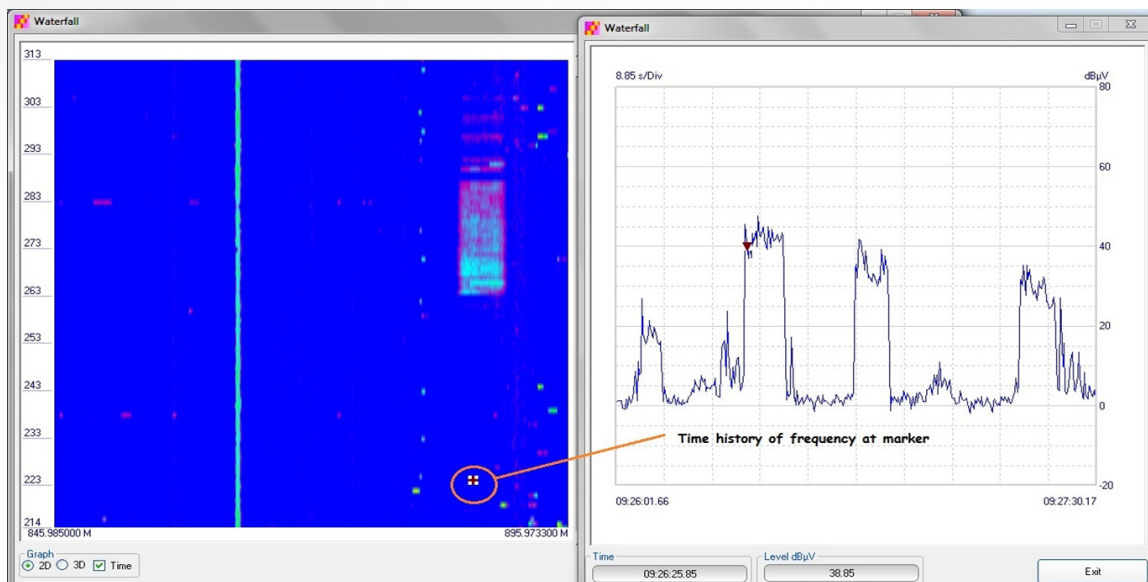 Waterfall
313
303
293
283
273
263
253
243
233
223
214
845.985000 M
895.973300 M
Graph
2D
3D
Time
Waterfall
8.85 s/Div
dBµV
80
60
40
20
0
-20
Time history of frequency at marker
09:26:01.66
09:27:30.17
Time
Level dBµV
09:26:25.85
38.85
Exit